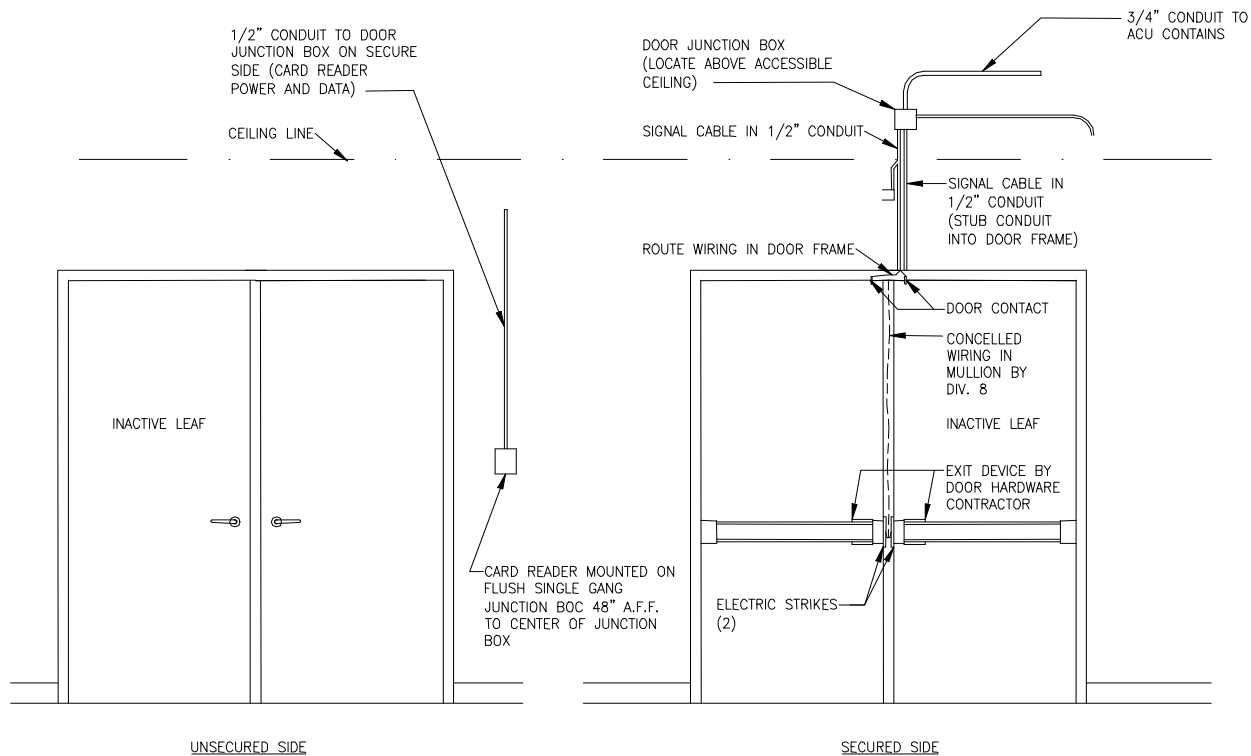 1/2” CONDUIT TO DOOR
JUNCTION BOX ON SECURE
SIDE (CARD READER
POWER AND DATA)
CEILING LINE
INACTIVE LEAF
CARD READER MOUNTED ON
FLUSH SINGLE GANG
JUNCTION BOC 48” A.F.F.
TO CENTER OF JUNCTION
BOX
UNSECURED SIDE
3/4” CONDUIT TO
ACU CONTAINS
DOOR JUNCTION BOX
(LOCATE ABOVE ACCESSIBLE
CEILING)
SIGNAL CABLE IN 1/2” CONDUIT
SIGNAL CABLE IN
1/2” CONDUIT
(STUB CONDUIT
INTO DOOR FRAME)
ROUTE WIRING IN DOOR FRAME
DOOR CONTACT
CONCELLED
WIRING IN
MULLION BY
DIV. 8
INACTIVE LEAF
EXIT DEVICE BY
DOOR HARDWARE
CONTRACTOR
ELECTRIC STRIKES
(2)
SECURED SIDE